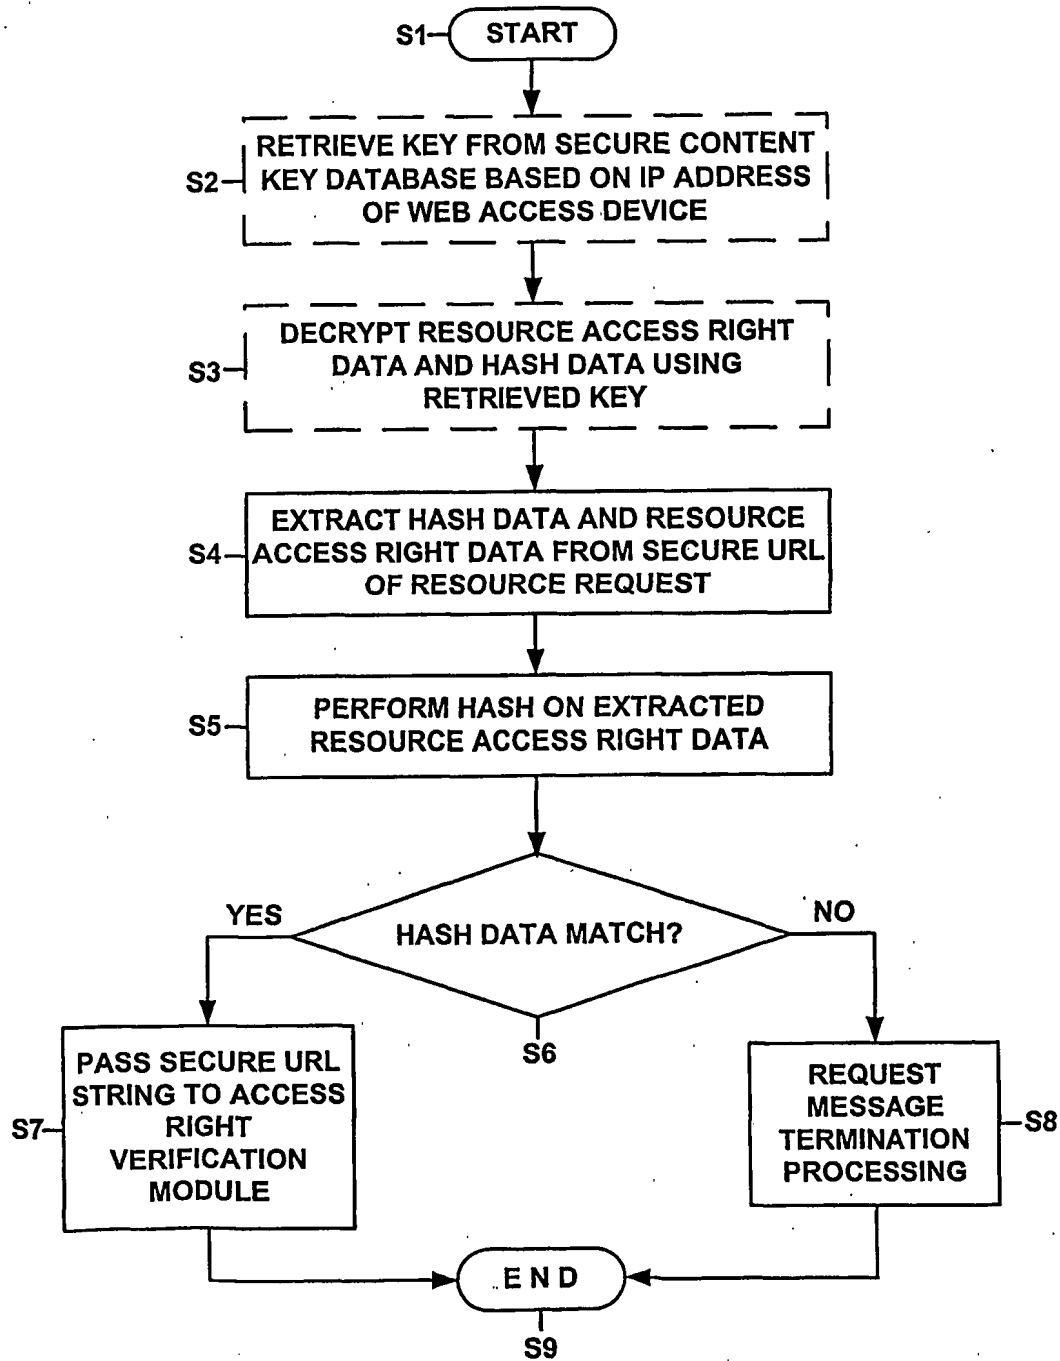 S1
START
RETRIEVE KEY FROM SECURE CONTENT
KEY DATABASE BASED ON IP ADDRESS
OF WEB ACCESS DEVICE
S2
DECRYPT RESOURCE ACCESS RIGHT
DATA AND HASH DATA USING
RETRIEVED KEY
S3
EXTRACT HASH DATA AND RESOURCE
ACCESS RIGHT DATA FROM SECURE URL
OF RESOURCE REQUEST
S4
PERFORM HASH ON EXTRACTED
RESOURCE ACCESS RIGHT DATA
S5
YES
HASH DATA MATCH?
NO
S6
PASS SECURE URL
STRING TO ACCESS
RIGHT
VERIFICATION
MODULE
S7
REQUEST
MESSAGE
TERMINATION
PROCESSING
S8
END
S9